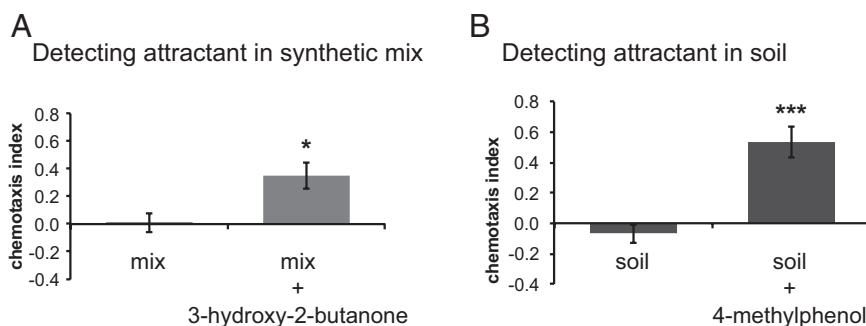 A
Detecting attractant in synthetic mix
chemotaxis index
0.8
0.6
0.4
0.2
0.0
-0.2
-0.4
*
mix
mix
+
3-hydroxy-2-butanone
B
Detecting attractant in soil
chemotaxis index
0.8
0.6
0.4
0.2
0.0
-0.2
-0.4
***
soil
soil
+
4-methylphenol